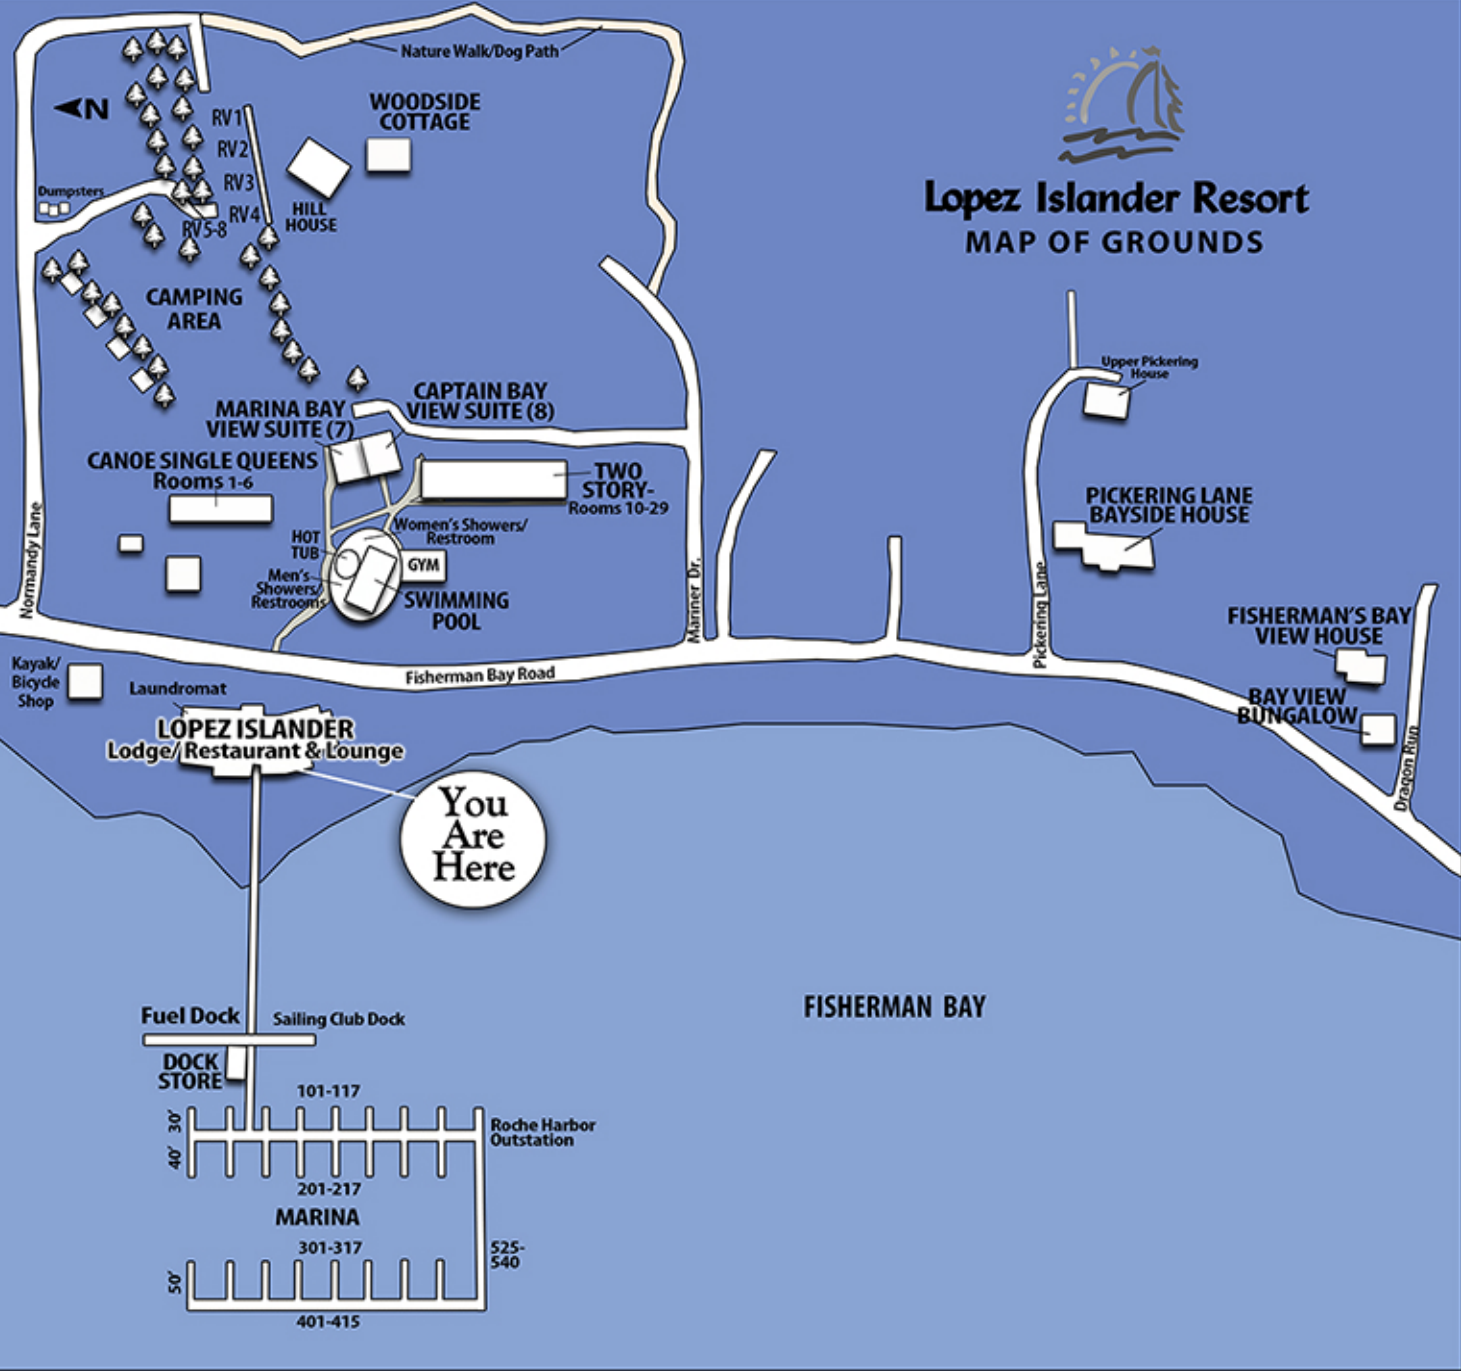 Nature Walk/Dog Path
N
WOODSIDE
COTTAGE
RV1
RV2
RV3
RV4
RV5-8
Dumpsters
HILL
HOUSE
Lopez Islander Resort
MAP OF GROUNDS
CAMPING
AREA
Upper Pickering
House
MARINA BAY
VIEW SUITE (7)
CAPTAIN BAY
VIEW SUITE (8)
CANOE SINGLE QUEENS
Rooms 1-6
TWO
STORY-
Rooms 10-29
PICKERING LANE
BAYSIDE HOUSE
Normandy Lane
HOT
TUB
Women's Showers/
Restroom
GYM
Men's
Showers/
Restrooms
SWIMMING
POOL
Mariner Dr.
Pickering Lane
FISHERMAN'S BAY
VIEW HOUSE
BAY VIEW
BUNGALOW
Dragon Run
Fisherman Bay Road
Kayak/
Bicycle
Shop
Laundromat
LOPEZ ISLANDER
Lodge/Restaurant & Lounge
You
Are
Here
FISHERMAN BAY
Fuel Dock
Sailing Club Dock
DOCK
STORE
101-117
30'
40'
Roche Harbor
Outstation
201-217
MARINA
301-317
525-
540
50'
401-415